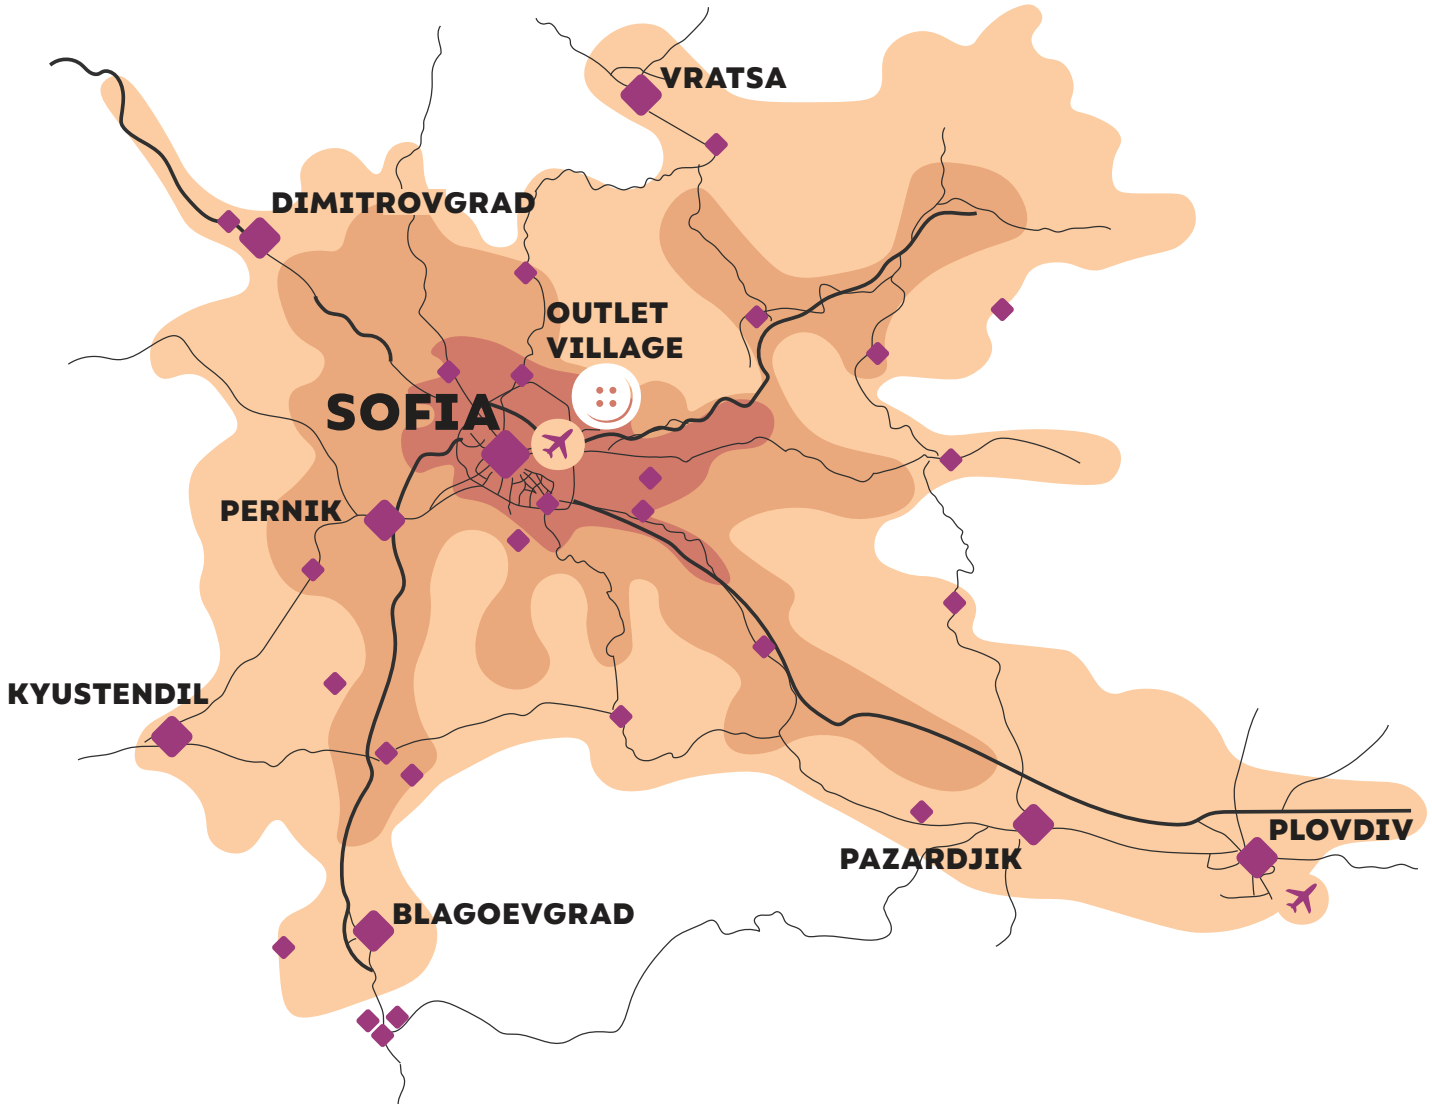 VRATSA
DIMITROVGRAD
OUTLET
VILLAGE
SOFIA
PERNIK
KYUSTENDIL
PLOVDIV
PAZARDJIK
BLAGOEVGRAD